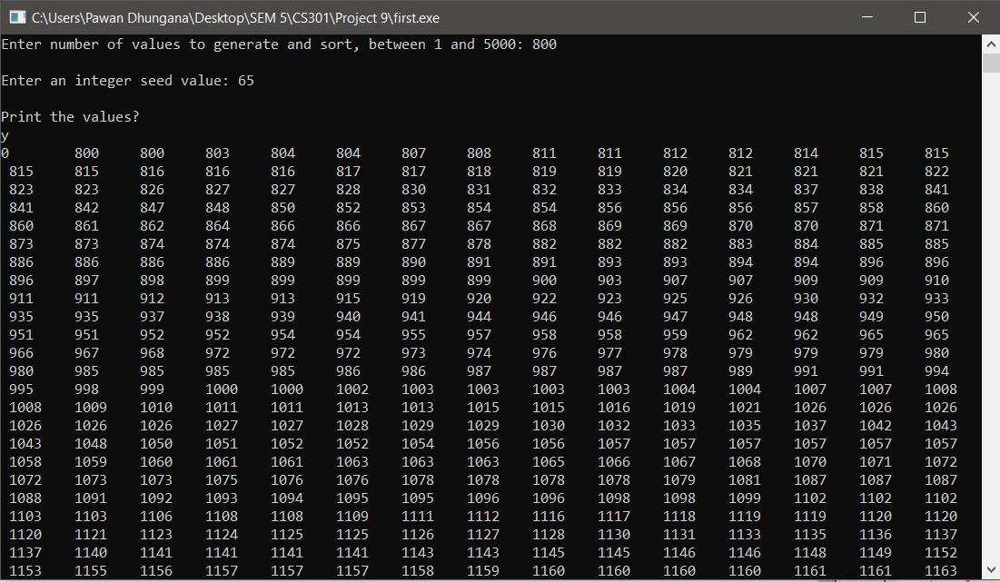 C:\Users\Pawan Dhungana\Desktop\SEM 5\CS301\Project 9\first.exe
Enter number of values to generate and sort, between 1 and 5000: 800
Enter an integer seed value: 65
Print the values?
y
0 800 800 803 804 804 807 808 811 811 812 812 814 815 815
815 815 816 816 816 817 817 818 819 819 820 821 821 821 822
823 823 826 827 827 828 830 831 832 833 834 834 837 838 841
841 842 847 848 850 852 853 854 854 856 856 856 857 858 860
860 861 862 864 866 866 867 867 868 869 869 870 870 871 871
873 873 874 874 874 875 877 878 882 882 882 883 884 885 885
886 886 886 886 889 889 890 891 891 893 893 894 894 896 896
896 897 898 899 899 899 899 899 900 903 907 907 909 909 910
911 911 912 913 913 915 919 920 922 923 925 926 930 932 933
935 935 937 938 939 940 941 944 946 946 947 948 948 949 950
951 951 952 952 954 954 955 957 958 958 959 962 962 965 965
966 967 968 972 972 972 973 974 976 977 978 979 979 979 980
980 985 985 985 985 986 986 987 987 987 987 989 991 991 994
995 998 999 1000 1000 1002 1003 1003 1003 1003 1004 1004 1007 1007 1008
1008 1009 1010 1011 1011 1013 1013 1015 1015 1016 1019 1021 1026 1026 1026
1026 1026 1026 1027 1027 1028 1029 1029 1030 1032 1033 1035 1037 1042 1043
1043 1048 1050 1051 1052 1052 1054 1056 1056 1057 1057 1057 1057 1057 1057
1058 1059 1060 1061 1061 1063 1063 1063 1065 1066 1067 1068 1070 1071 1072
1072 1073 1073 1075 1076 1076 1078 1078 1078 1078 1079 1081 1087 1087 1087
1088 1091 1092 1093 1094 1095 1095 1096 1096 1098 1098 1099 1102 1102 1102
1103 1103 1106 1108 1108 1109 1111 1112 1116 1117 1118 1119 1119 1120 1120
1120 1121 1123 1124 1125 1125 1126 1127 1128 1130 1131 1133 1135 1136 1137
1137 1140 1141 1141 1141 1141 1143 1143 1145 1145 1146 1146 1148 1149 1152
1153 1155 1156 1157 1157 1157 1158 1159 1160 1160 1160 1160 1161 1161 1163